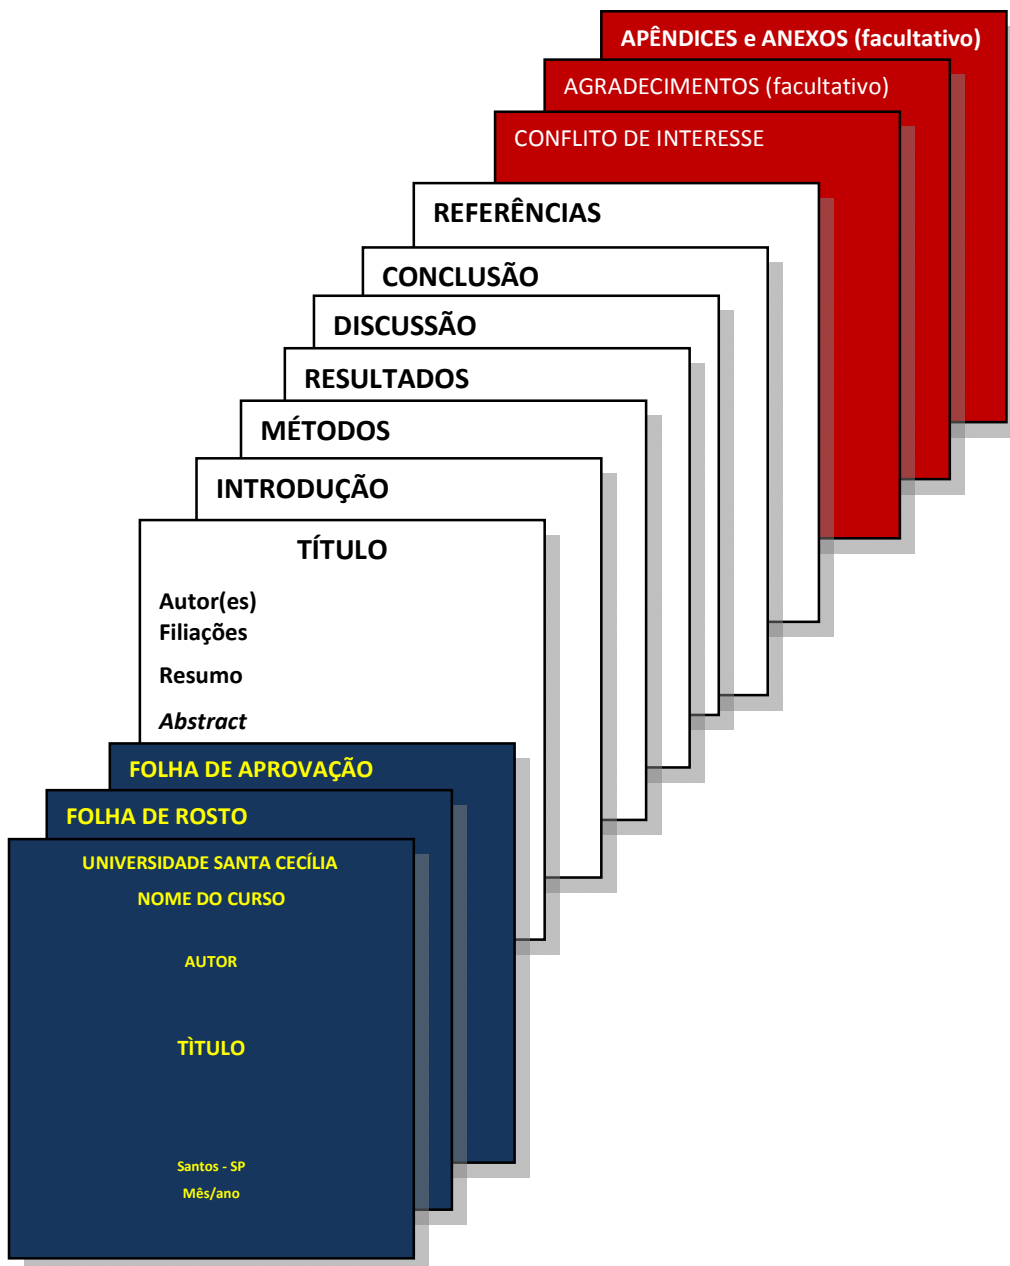 APÊNDICES e ANEXOS (facultativo)
AGRADECIMENTOS (facultativo)
CONFLITO DE INTERESSE
REFERÊNCIAS
CONCLUSÃO
DISCUSSÃO
RESULTADOS
MÉTODOS
INTRODUÇÃO
TÍTULO
Autor(es)
Filiações
Resumo
Abstract
FOLHA DE APROVAÇÃO
FOLHA DE ROSTO
UNIVERSIDADE SANTA CECÍLIA
NOME DO CURSO
AUTOR
TÌTULO
Santos - SP
Mês/ano